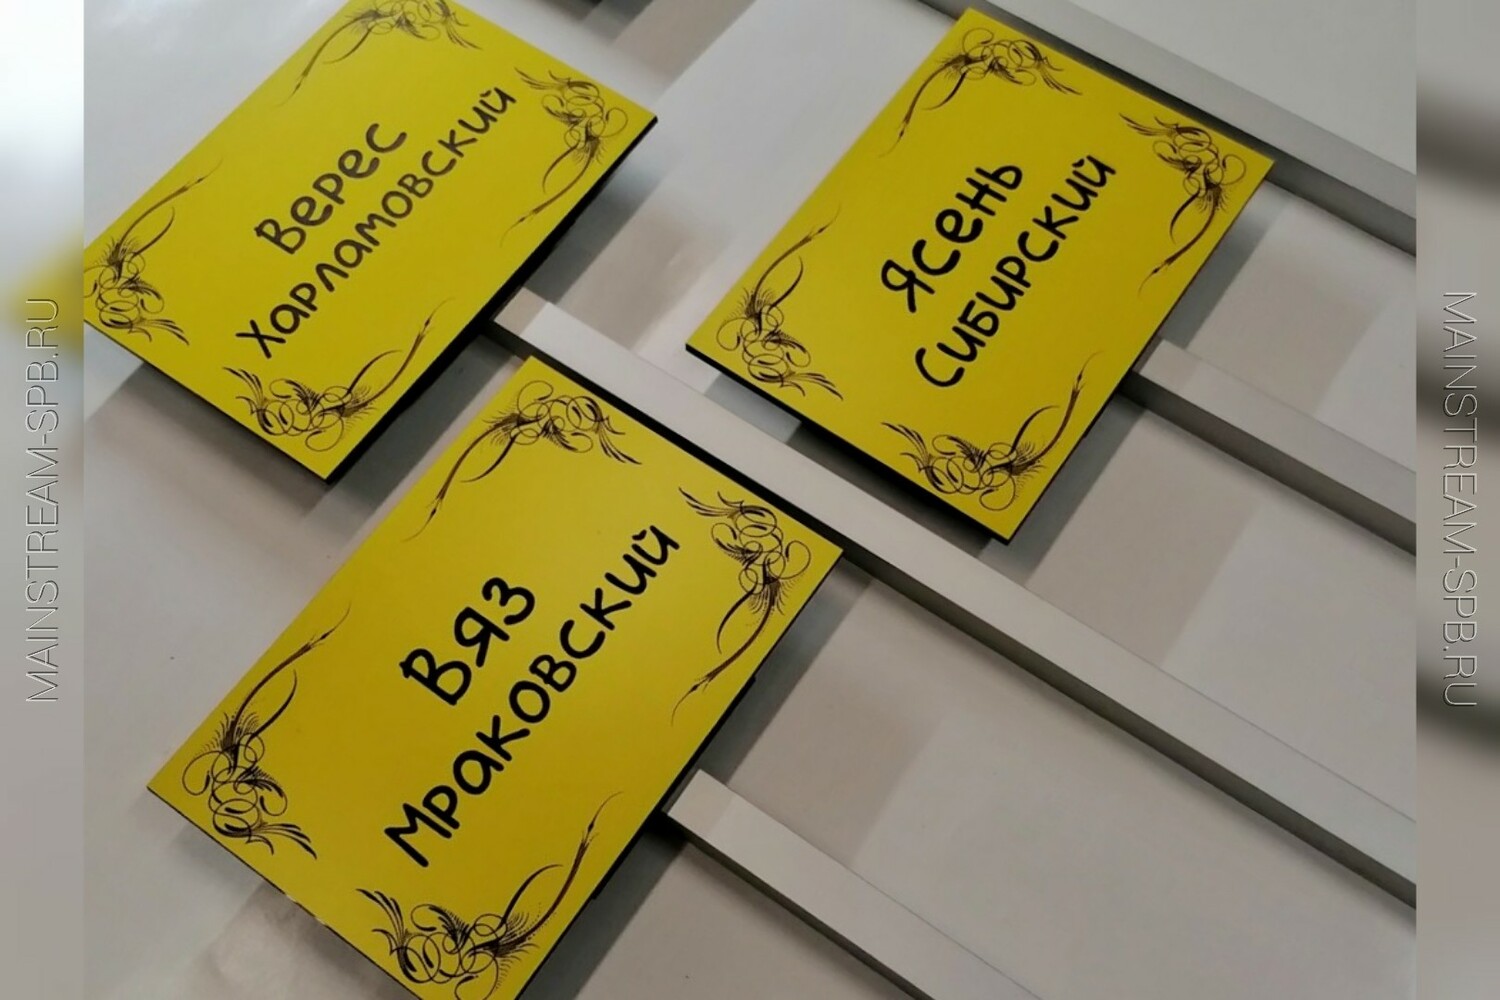 Верес
Харламовский
Ясень
Сибирский
Вяз
Мраковский
MAINSTREAM-SPB.RU
MAINSTREAM-SPB.RU